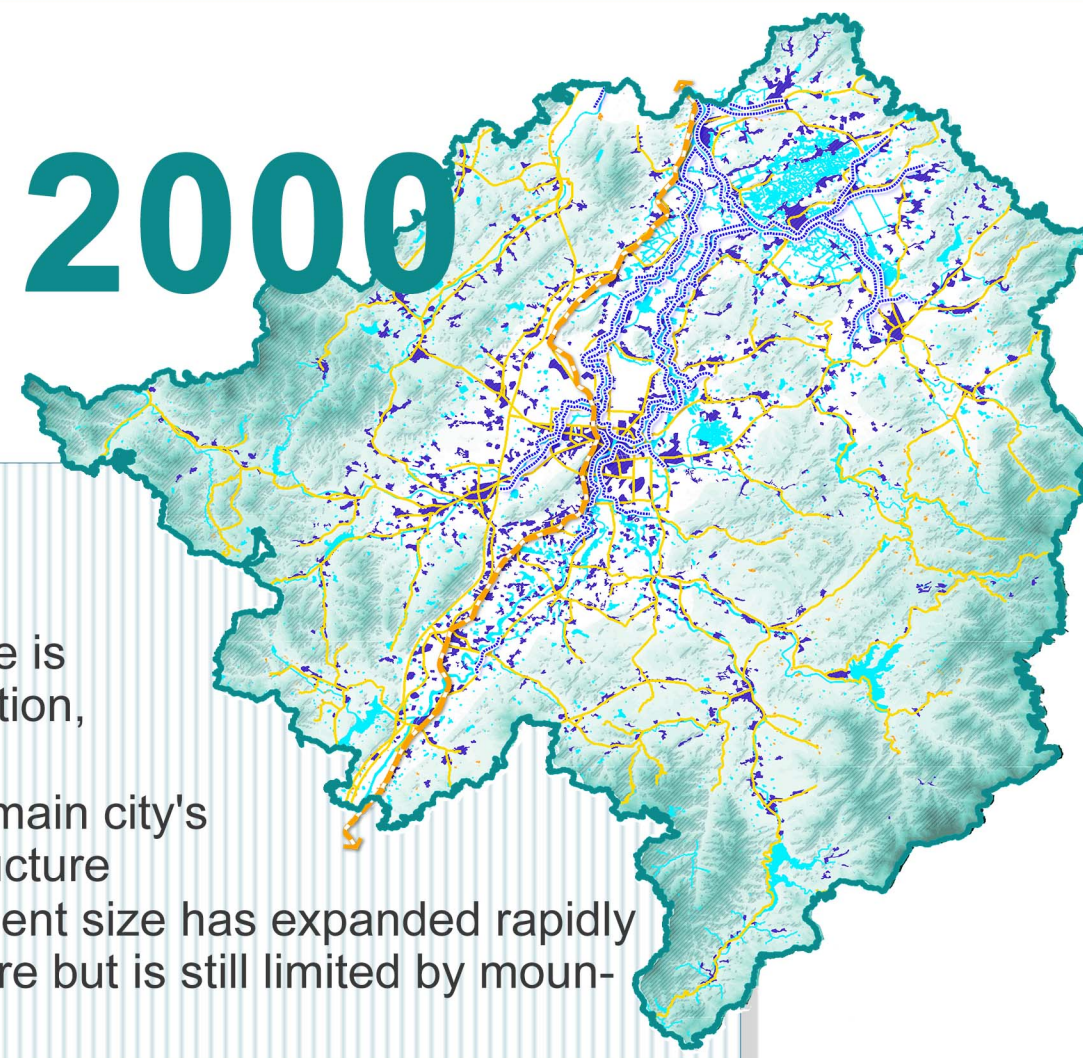 2000
e is
tion,
main city's
ucture
ent size has expanded rapidly
re but is still limited by moun-